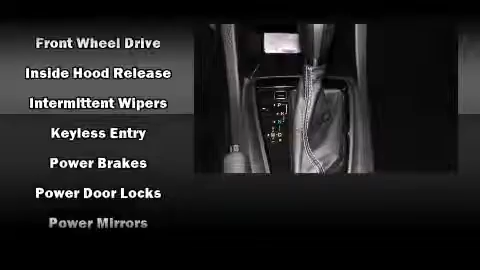 Front Wheel Drive
Inside Hood Release
Intermittent Wipers
Keyless Entry
Power Brakes
Power Door Locks
Power Mirrors